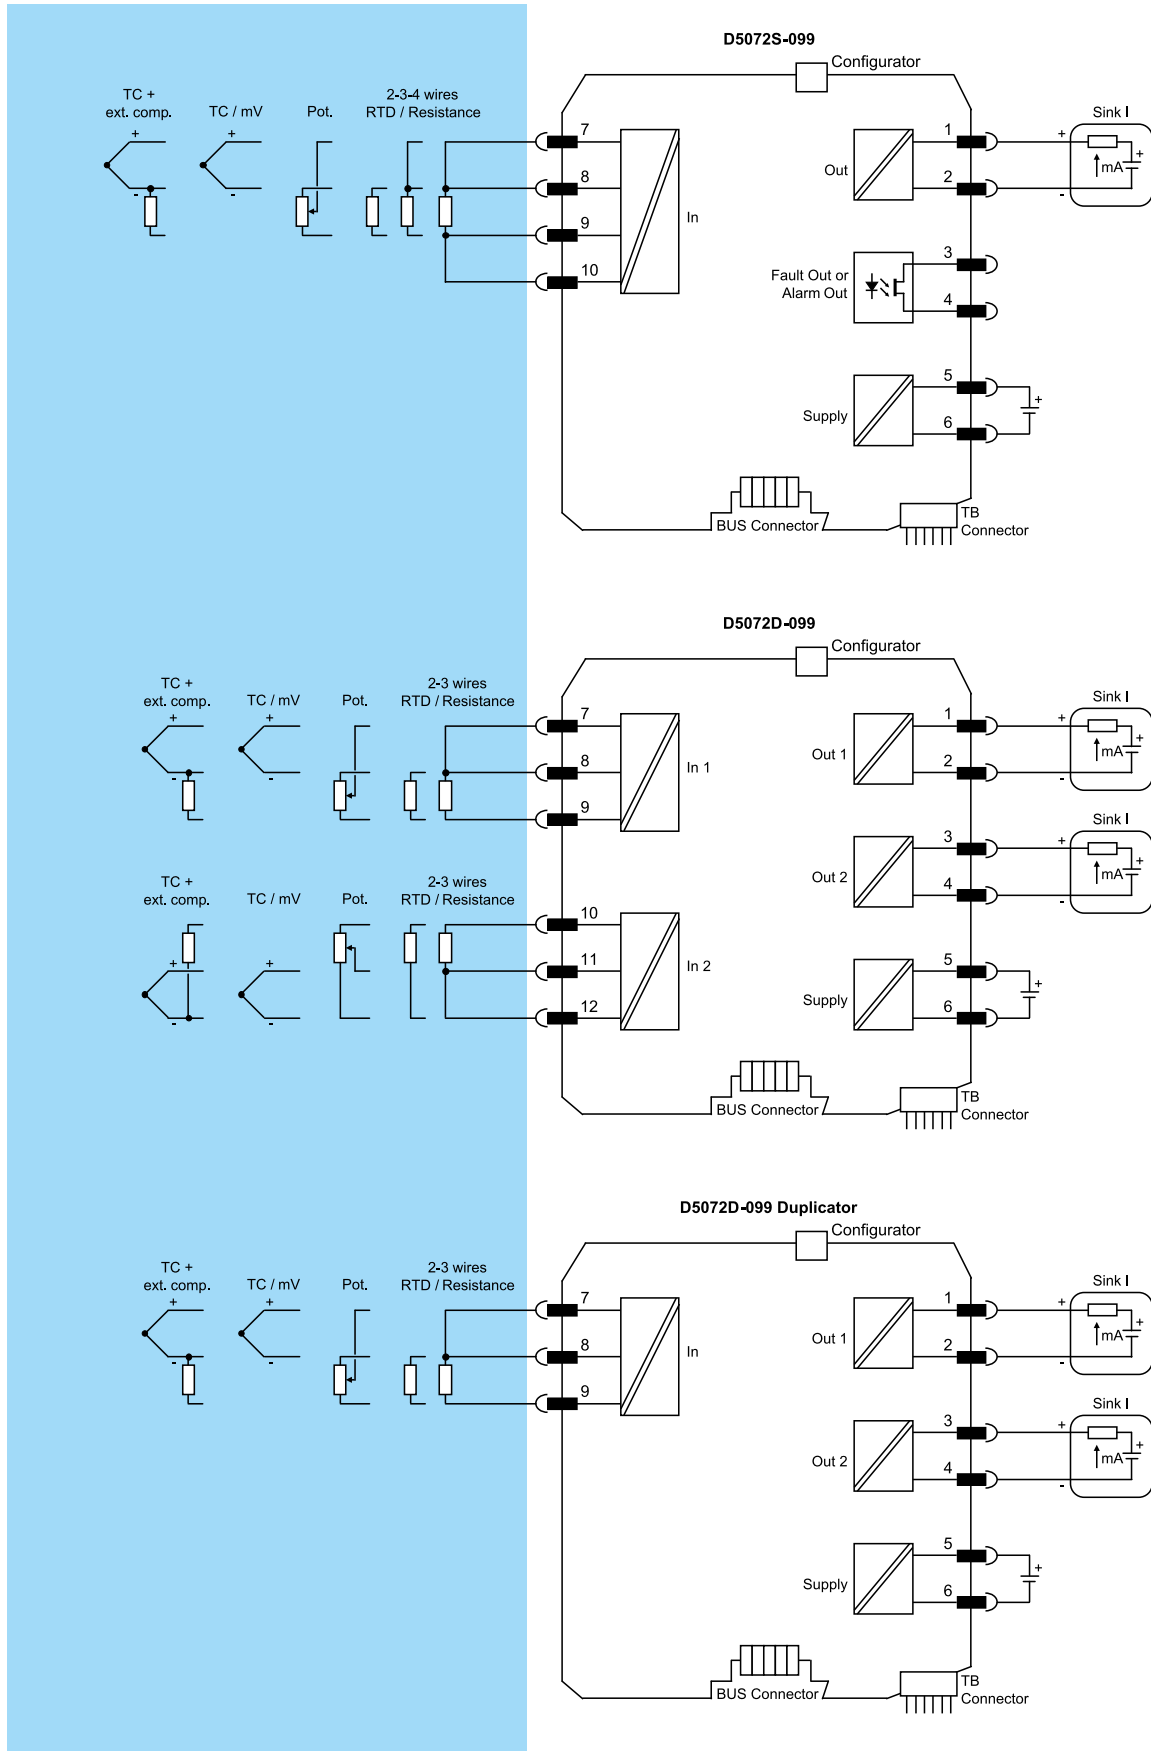 D5072S-099
Configurator
TC +
ext. comp.
TC / mV
Pot.
2-3-4 wires
RTD / Resistance
+
-
+
-
7
8
9
10
In
Out
1
2
+
-
Sink I
mA
+
Fault Out or
Alarm Out
3
4
Supply
5
6
+
BUS Connector
TB
Connector
D5072D-099
Configurator
TC +
ext. comp.
TC / mV
Pot.
2-3 wires
RTD / Resistance
+
-
+
-
7
8
9
In 1
Out 1
1
2
+
-
Sink I
mA
+
Out 2
3
4
+
-
Sink I
mA
+
TC +
ext. comp.
TC / mV
Pot.
2-3 wires
RTD / Resistance
+
-
+
-
10
11
12
In 2
Supply
5
6
+
BUS Connector
TB
Connector
D5072D-099 Duplicator
Configurator
TC +
ext. comp.
TC / mV
Pot.
2-3 wires
RTD / Resistance
+
-
+
-
7
8
9
In
Out 1
1
2
+
-
Sink I
mA
+
Out 2
3
4
+
-
Sink I
mA
+
Supply
5
6
+
BUS Connector
TB
Connector